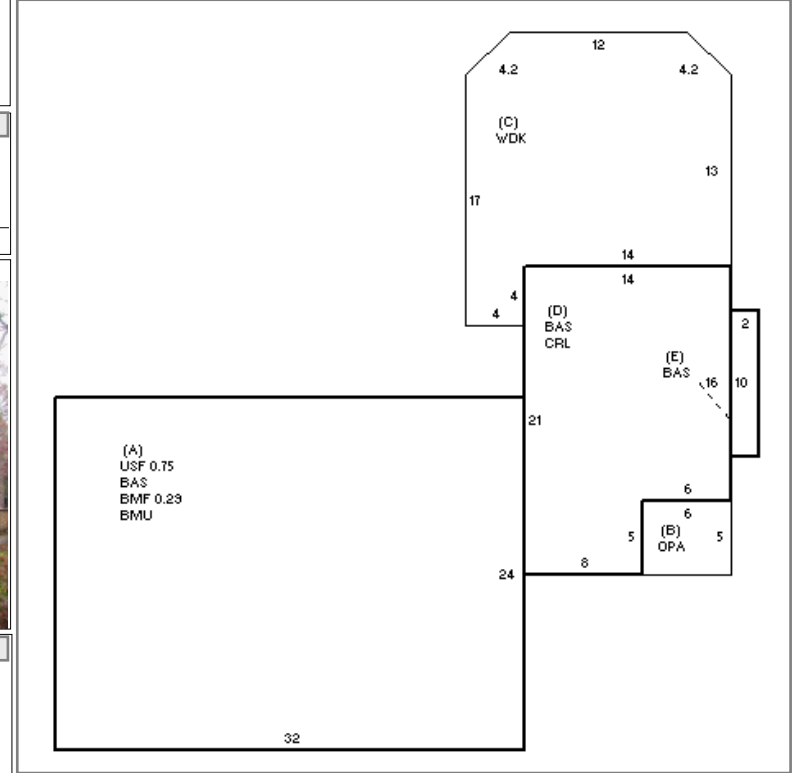 12
4.2
4.2
(C)
WDK
13
17
14
14
4
4
(D)
BAS
CRL
2
(E)
BAS
16
10
21
(A)
USF 0.75
BAS
BMF 0.29
BMU
6
6
(B)
OPA
5
5
8
24
32